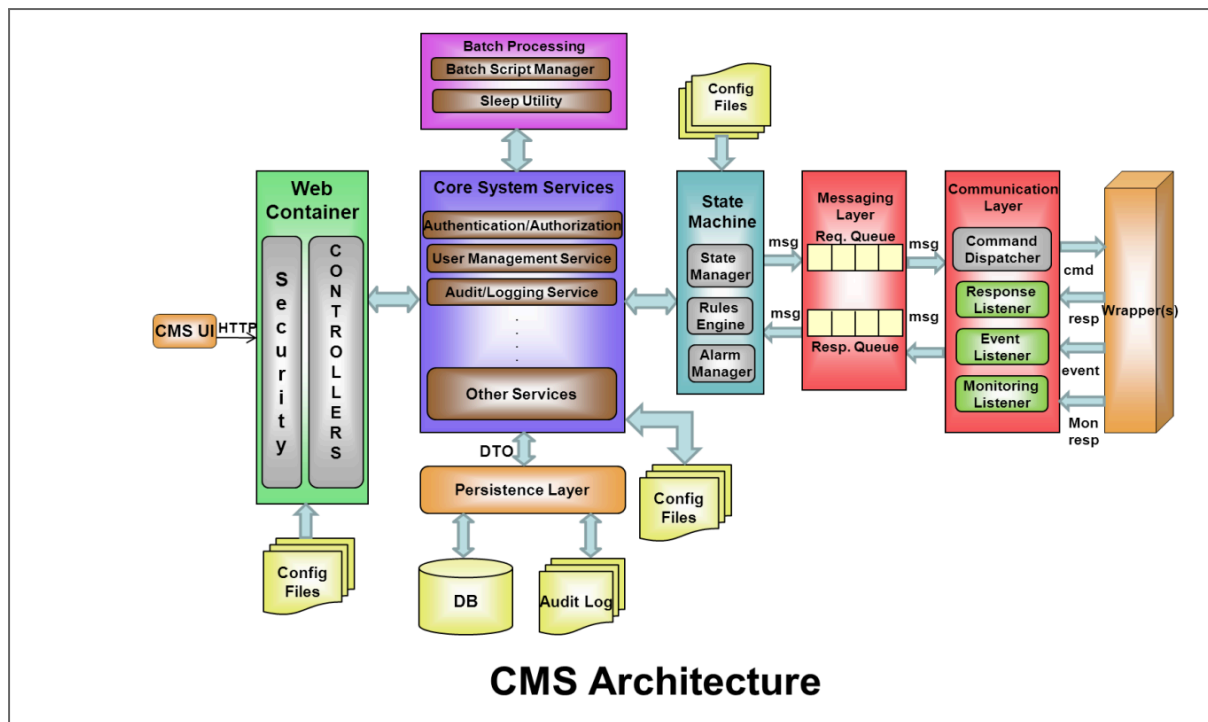 Batch Processing
Batch Script Manager
Sleep Utility
Config
Files
Web
Container
Security
CONTROLLERS
CMS UI
HTTP
Config
Files
Core System Services
Authentication/Authorization
User Management Service
Audit/Logging Service
.
.
.
.
Other Services
DTO
Persistence Layer
DB
Audit Log
Config
Files
State
Machine
State
Manager
Rules
Engine
Alarm
Manager
msg
msg
Messaging
Layer
Req. Queue
Resp. Queue
msg
msg
Communication
Layer
Command
Dispatcher
Response
Listener
Event
Listener
Monitoring
Listener
cmd
resp
event
Mon
resp
Wrapper(s)
CMS Architecture